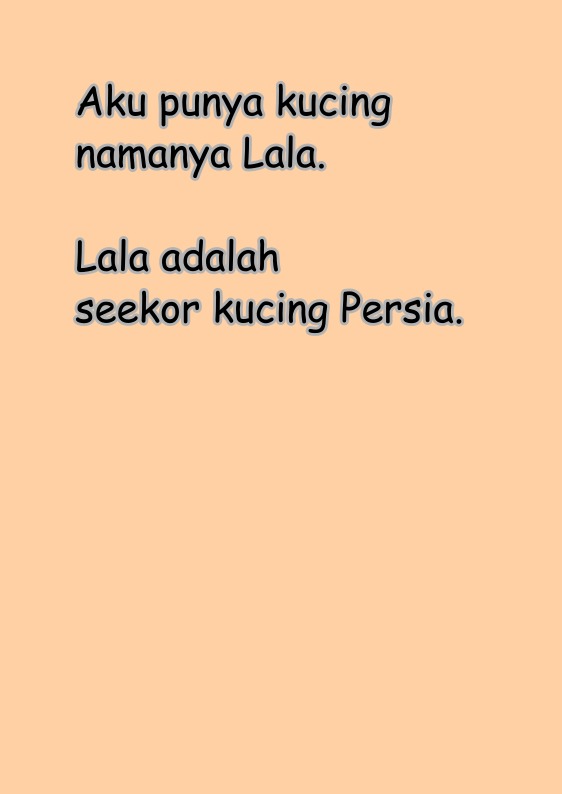 Aku punya kucing
namanya Lala.
Lala adalah
seekor kucing Persia.